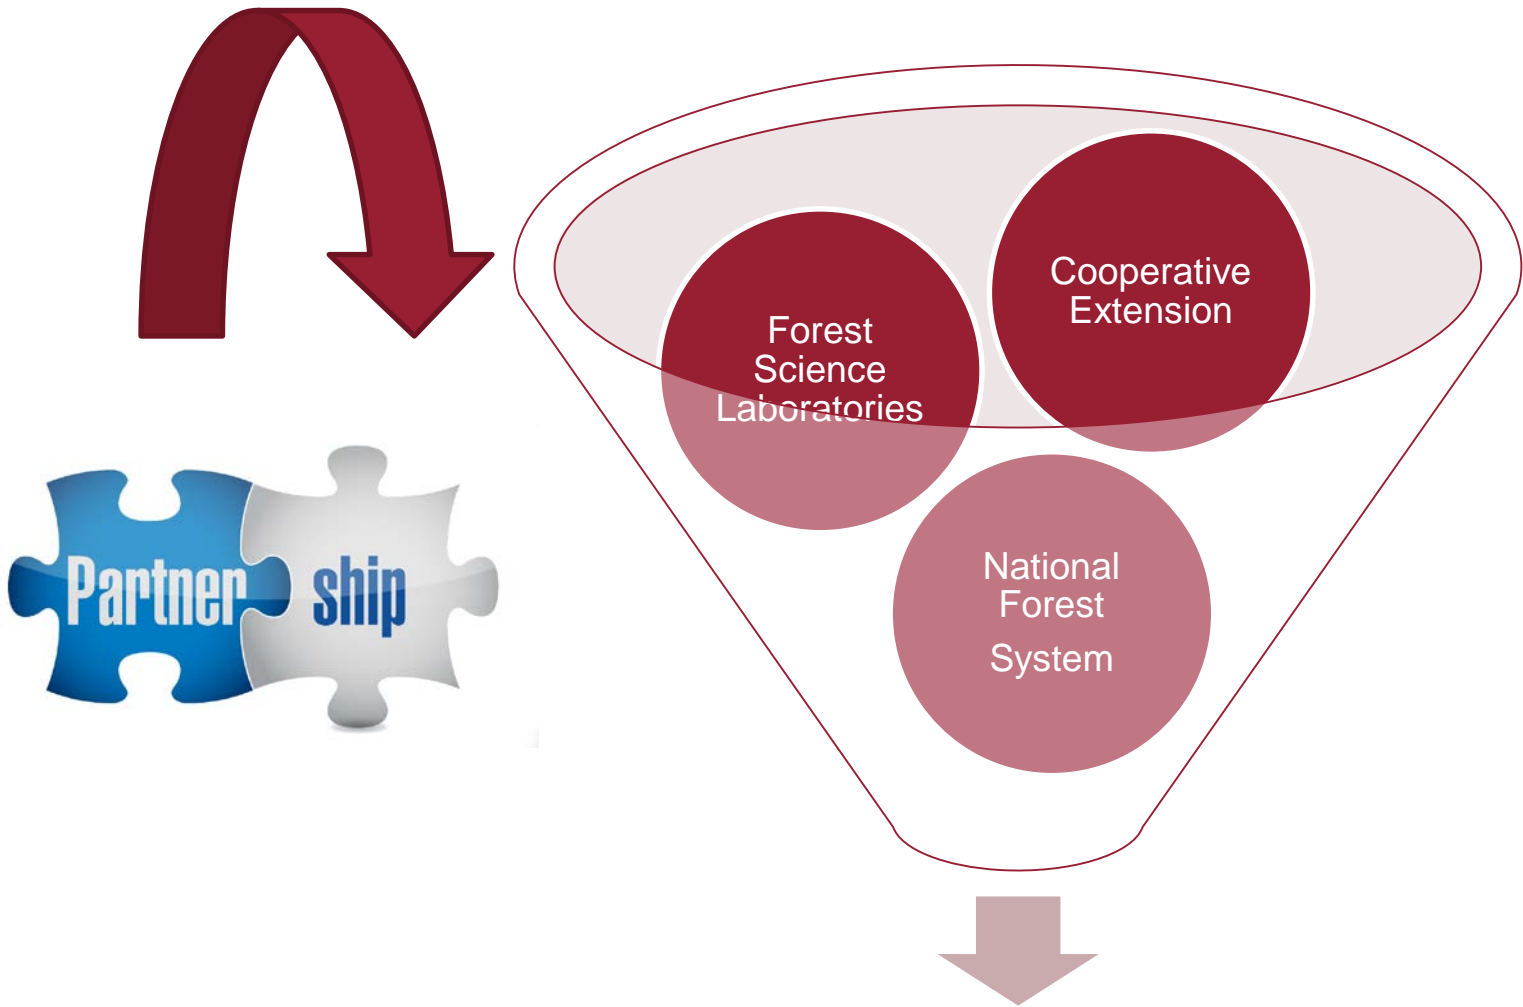 Cooperative
Extension
Forest
Science
Laboratories
National
Forest
System
Partner ship